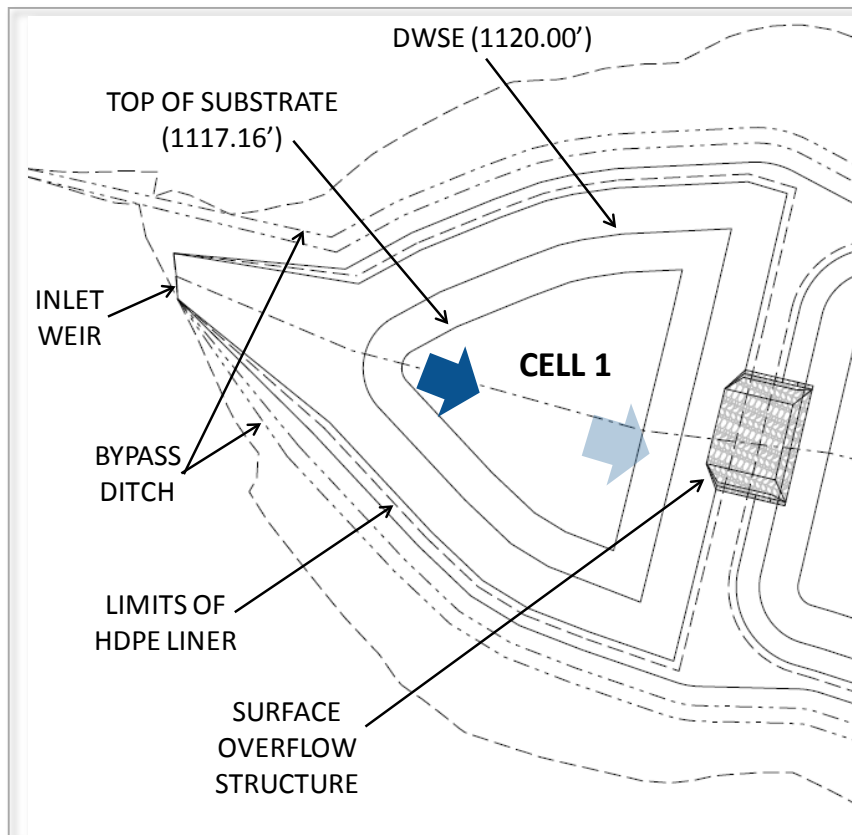 DWSE (1120.00’)
TOP OF SUBSTRATE
(1117.16’)
INLET
WEIR
CELL 1
BYPASS
DITCH
LIMITS OF
HDPE LINER
SURFACE
OVERFLOW
STRUCTURE